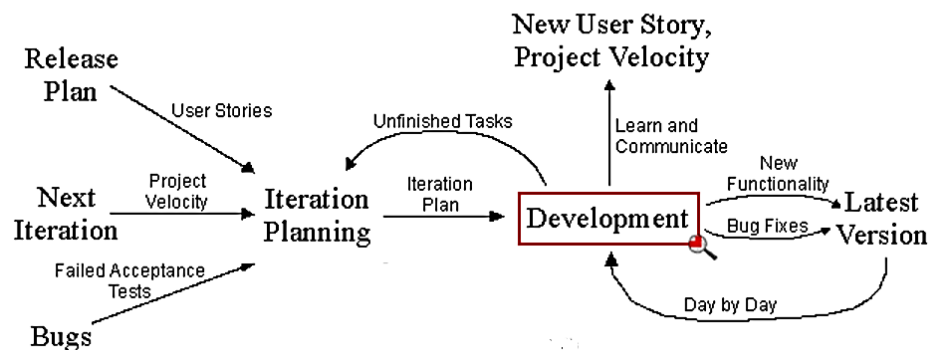 New User Story,
Project Velocity
Release
Plan
User Stories
Unfinished Tasks
Learn and
Communicate
Next
Iteration
Project
Velocity
Iteration
Planning
Iteration
Plan
Development
New
Functionality
Bug Fixes
Latest
Version
Failed Acceptance
Tests
Day by Day
Bugs